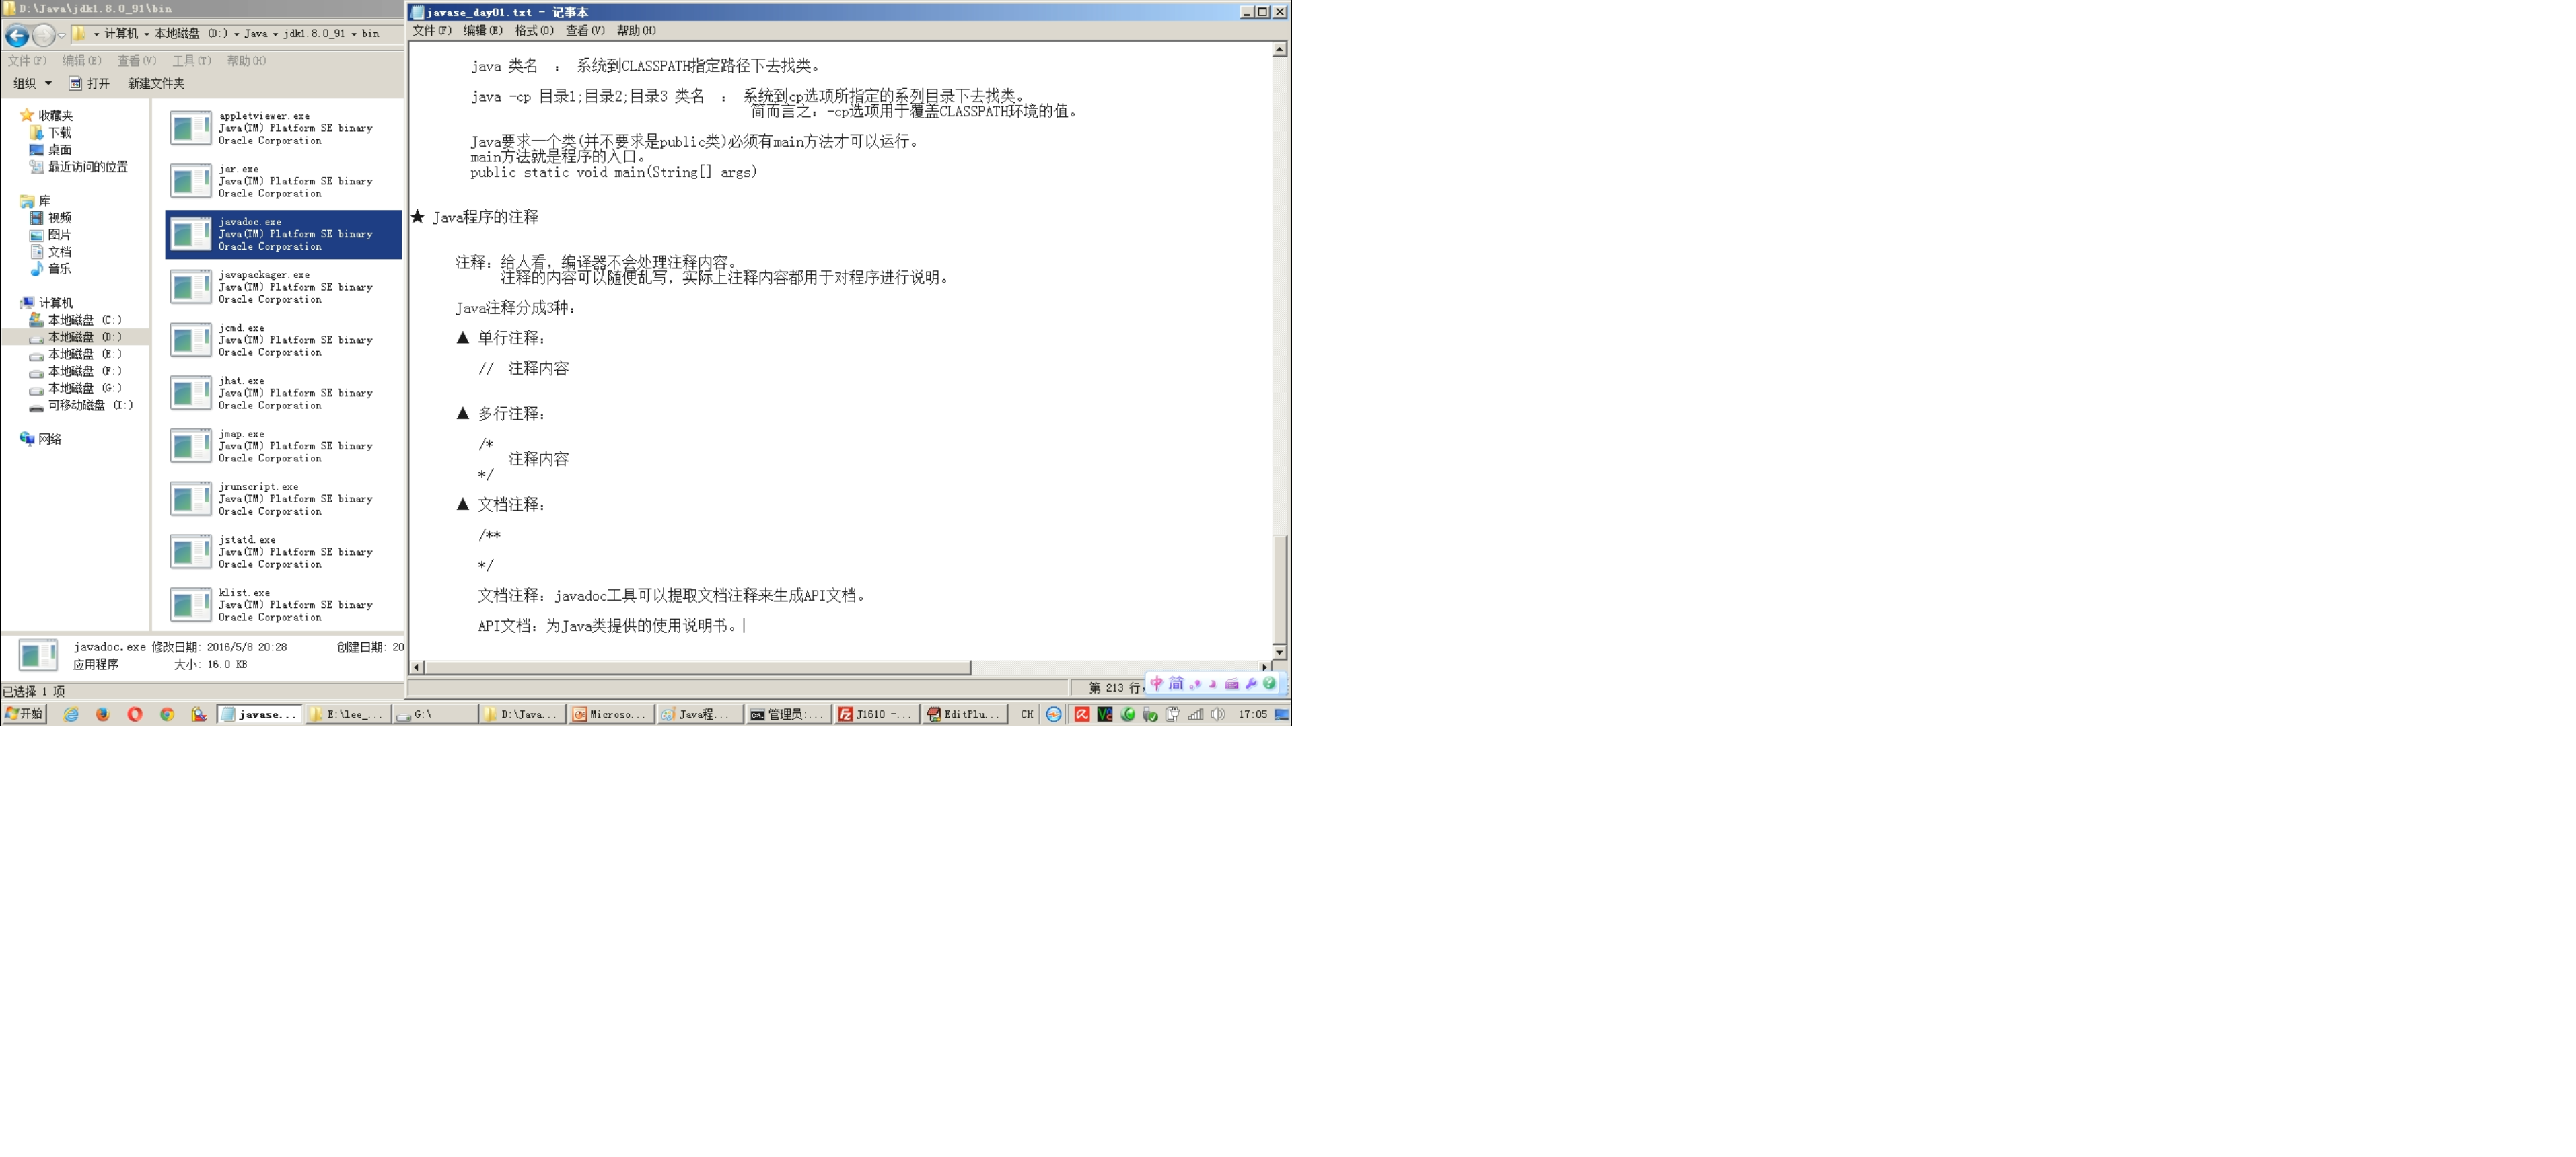 D:\Java\jdk1.8.0_91\bin
计算机 本地磁盘 (D:) Java jdk1.8.0_91 bin
文件(F) 编辑(E) 查看(V) 工具(T) 帮助(H)
组织 打开 新建文件夹
收藏夹
下载
桌面
最近访问的位置
库
视频
图片
文档
音乐
计算机
本地磁盘 (C:)
本地磁盘 (D:)
本地磁盘 (E:)
本地磁盘 (F:)
本地磁盘 (G:)
可移动磁盘 (I:)
网络
appletviewer.exe
Java(TM) Platform SE binary
Oracle Corporation
jar.exe
Java(TM) Platform SE binary
Oracle Corporation
javadoc.exe
Java(TM) Platform SE binary
Oracle Corporation
javapackager.exe
Java(TM) Platform SE binary
Oracle Corporation
jcmd.exe
Java(TM) Platform SE binary
Oracle Corporation
jhat.exe
Java(TM) Platform SE binary
Oracle Corporation
jmap.exe
Java(TM) Platform SE binary
Oracle Corporation
jrunscript.exe
Java(TM) Platform SE binary
Oracle Corporation
jstatd.exe
Java(TM) Platform SE binary
Oracle Corporation
klist.exe
Java(TM) Platform SE binary
Oracle Corporation
javadoc.exe 修改日期: 2016/5/8 20:28 创建日期: 20
应用程序 大小: 16.0 KB
已选择 1 项
javase_day01.txt - 记事本
文件(F) 编辑(E) 格式(O) 查看(V) 帮助(H)
java 类名 : 系统到CLASSPATH指定路径下去找类。
java -cp 目录1;目录2;目录3 类名 : 系统到cp选项所指定的系列目录下去找类。
简而言之: -cp选项用于覆盖CLASSPATH环境的值。
Java要求一个类(并不要求是public类)必须有main方法才可以运行。
main方法就是程序的入口。
public static void main(String[] args)
★ Java程序的注释
注释: 给人看, 编译器不会处理注释内容。
注释的内容可以随便乱写, 实际上注释内容都用于对程序进行说明。
Java注释分成3种:
▲ 单行注释:
// 注释内容
▲ 多行注释:
/*
注释内容
*/
▲ 文档注释:
/**
*/
文档注释: javadoc工具可以提取文档注释来生成API文档。
API文档: 为Java类提供的使用说明书。
第 213 行,
中 简
开始 javase... E:\lee_... G:\ D:\Java... Microso... Java程... 管理员:... J1610 -... EditPlu... CH 17:05